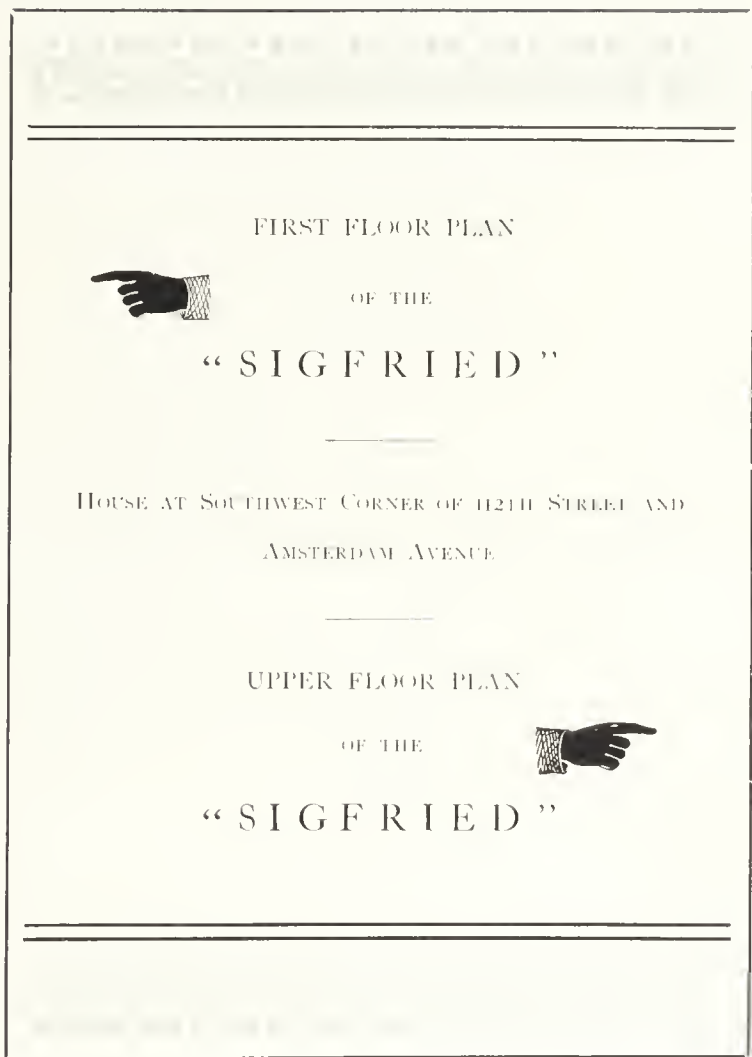 FIRST FLOOR PLAN
OF THE
“SIGFRIED”
HOUSE AT SOUTHWEST CORNER OF 112TH STREET AND
AMSTERDAM AVENUE
UPPER FLOOR PLAN
OF THE
“SIGFRIED”